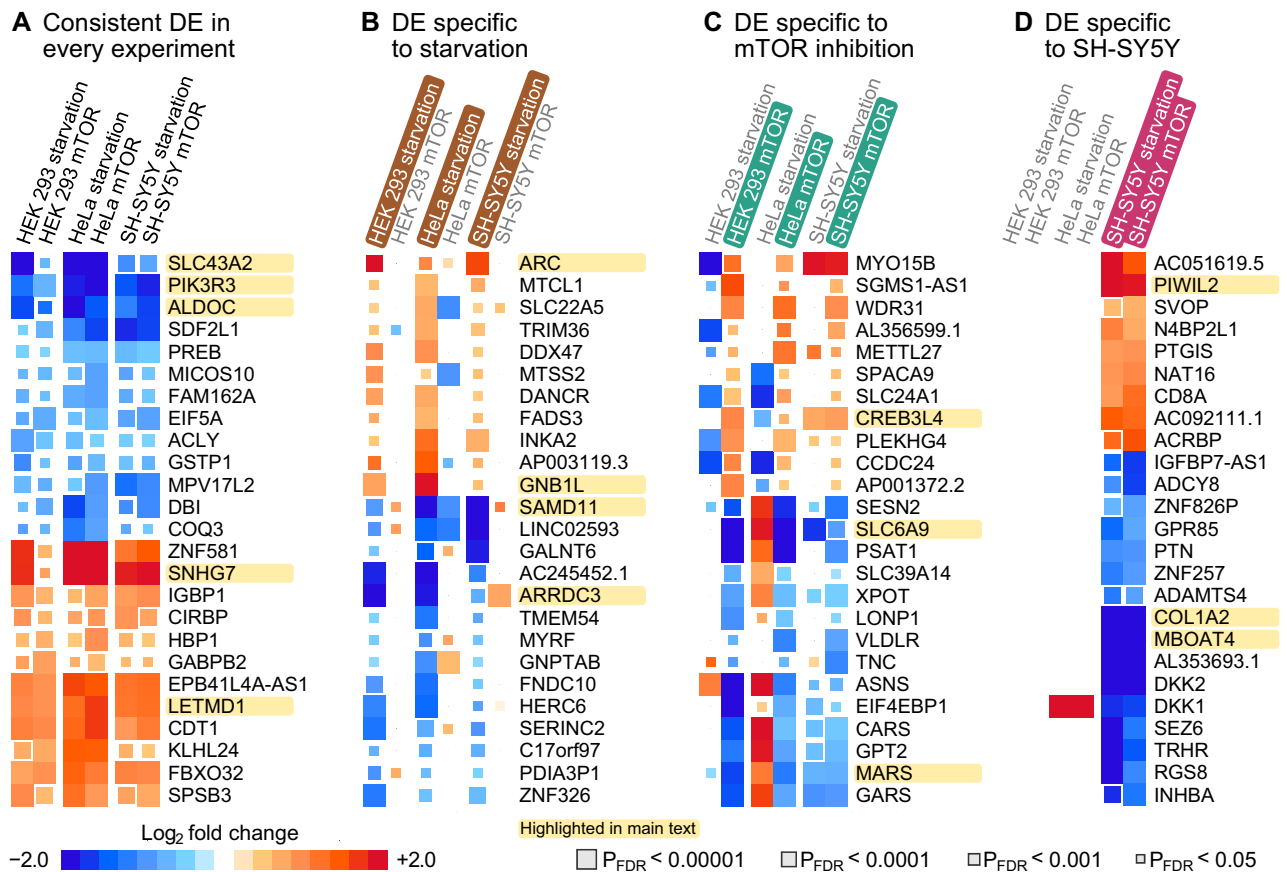 A Consistent DE in
every experiment
HEK 293 starvation
HEK 293 mTOR
HeLa starvation
HeLa mTOR
SH-SY5Y starvation
SH-SY5Y mTOR
SLC43A2
PIK3R3
ALDOC
SDF2L1
PREB
MICOS10
FAM162A
EIF5A
ACLY
GSTP1
MPV17L2
DBI
COQ3
ZNF581
SNHG7
IGBP1
CIRBP
HBP1
GABPB2
EPB41L4A-AS1
LETMD1
CDT1
KLHL24
FBXO32
SPSB3
B DE specific
to starvation
HEK 293 starvation
HEK 293 mTOR
HeLa starvation
HeLa mTOR
SH-SY5Y starvation
SH-SY5Y mTOR
ARC
MTCL1
SLC22A5
TRIM36
DDX47
MTSS2
DANCR
FADS3
INKA2
AP003119.3
GNB1L
SAMD11
LINC02593
GALNT6
AC245452.1
ARRDC3
TMEM54
MYRF
GNPTAB
FNDC10
HERC6
SERINC2
C17orf97
PDIA3P1
ZNF326
C DE specific to
mTOR inhibition
HEK 293 starvation
HEK 293 mTOR
HeLa starvation
HeLa mTOR
SH-SY5Y starvation
SH-SY5Y mTOR
MYO15B
SGMS1-AS1
WDR31
AL356599.1
METTL27
SPACA9
SLC24A1
CREB3L4
PLEKHG4
CCDC24
AP001372.2
SESN2
SLC6A9
PSAT1
SLC39A14
XPOT
LONP1
VLDLR
TNC
ASNS
EIF4EBP1
CARS
GPT2
MARS
GARS
D DE specific
to SH-SY5Y
HEK 293 starvation
HEK 293 mTOR
HeLa starvation
HeLa mTOR
SH-SY5Y starvation
SH-SY5Y mTOR
AC051619.5
PIWIL2
SVOP
N4BP2L1
PTGIS
NAT16
CD8A
AC092111.1
ACRBP
IGFBP7-AS1
ADCY8
ZNF826P
GPR85
PTN
ZNF257
ADAMTS4
COL1A2
MBOAT4
AL353693.1
DKK2
DKK1
SEZ6
TRHR
RGS8
INHBA
Log2 fold change
−2.0 +2.0
Highlighted in main text
PFDR < 0.00001 PFDR < 0.0001 PFDR < 0.001 PFDR < 0.05